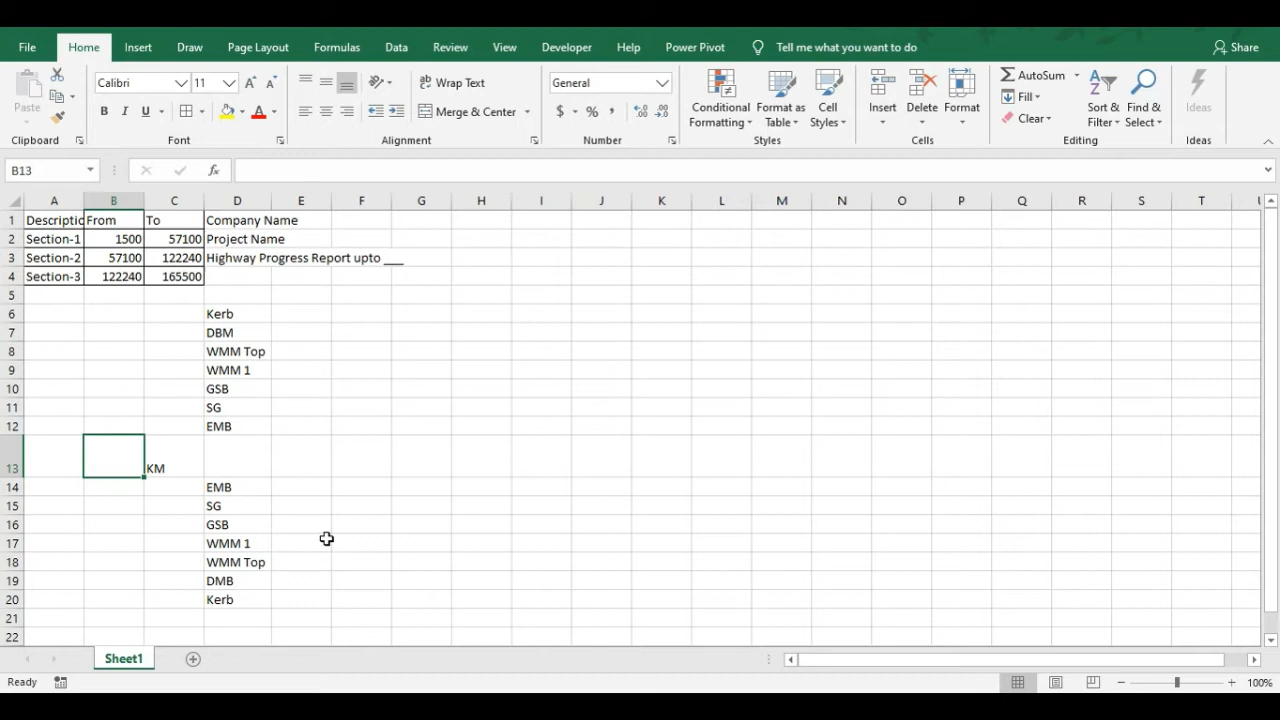 File Home Insert Draw Page Layout Formulas Data Review View Developer Help Power Pivot Tell me what you want to do Share
Calibri 11 Wrap Text General AutoSum
Paste B I U Merge & Center $ % , Conditional Formatting Format as Table Cell Styles Insert Delete Format Fill Clear Sort & Filter Find & Select Ideas
Clipboard Font Alignment Number Styles Cells Editing Ideas
B13 fx
A B C D E F G H I J K L M N O P Q R S T U
1 Descriptio From To Company Name
2 Section-1 1500 57100 Project Name
3 Section-2 57100 122240 Highway Progress Report upto ___
4 Section-3 122240 165500
5
6 Kerb
7 DBM
8 WMM Top
9 WMM 1
10 GSB
11 SG
12 EMB
13 KM
14 EMB
15 SG
16 GSB
17 WMM 1
18 WMM Top
19 DMB
20 Kerb
21
22
Sheet1
Ready 100%